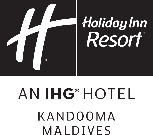 H
Holiday Inn
Resort
AN IHG® HOTEL
KANDOOMA
MALDIVES